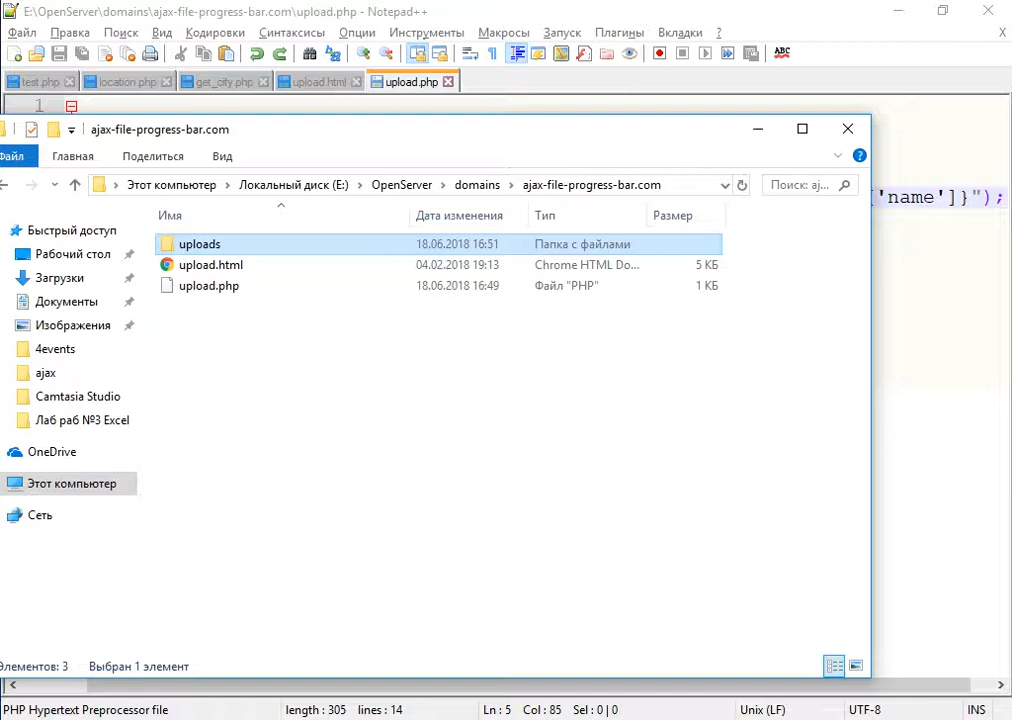 E:\OpenServer\domains\ajax-file-progress-bar.com\upload.php - Notepad++
Файл Правка Поиск Вид Кодировки Синтаксисы Опции Инструменты Макросы Запуск Плагины Вкладки ? X
test.php location.php get_city.php upload.html upload.php
1
ajax-file-progress-bar.com
Файл Главная Поделиться Вид
Этот компьютер > Локальный диск (E:) > OpenServer > domains > ajax-file-progress-bar.com Поиск: aj...
'name']}");
Имя Дата изменения Тип Размер
Быстрый доступ
uploads 18.06.2018 16:51 Папка с файлами
Рабочий стол
upload.html 04.02.2018 19:13 Chrome HTML Do... 5 КБ
Загрузки
upload.php 18.06.2018 16:49 Файл "PHP" 1 КБ
Документы
Изображения
4events
ajax
Camtasia Studio
Лаб раб №3 Excel
OneDrive
Этот компьютер
Сеть
Элементов: 3 Выбран 1 элемент
PHP Hypertext Preprocessor file length : 305 lines : 14 Ln : 5 Col : 85 Sel : 0 | 0 Unix (LF) UTF-8 INS